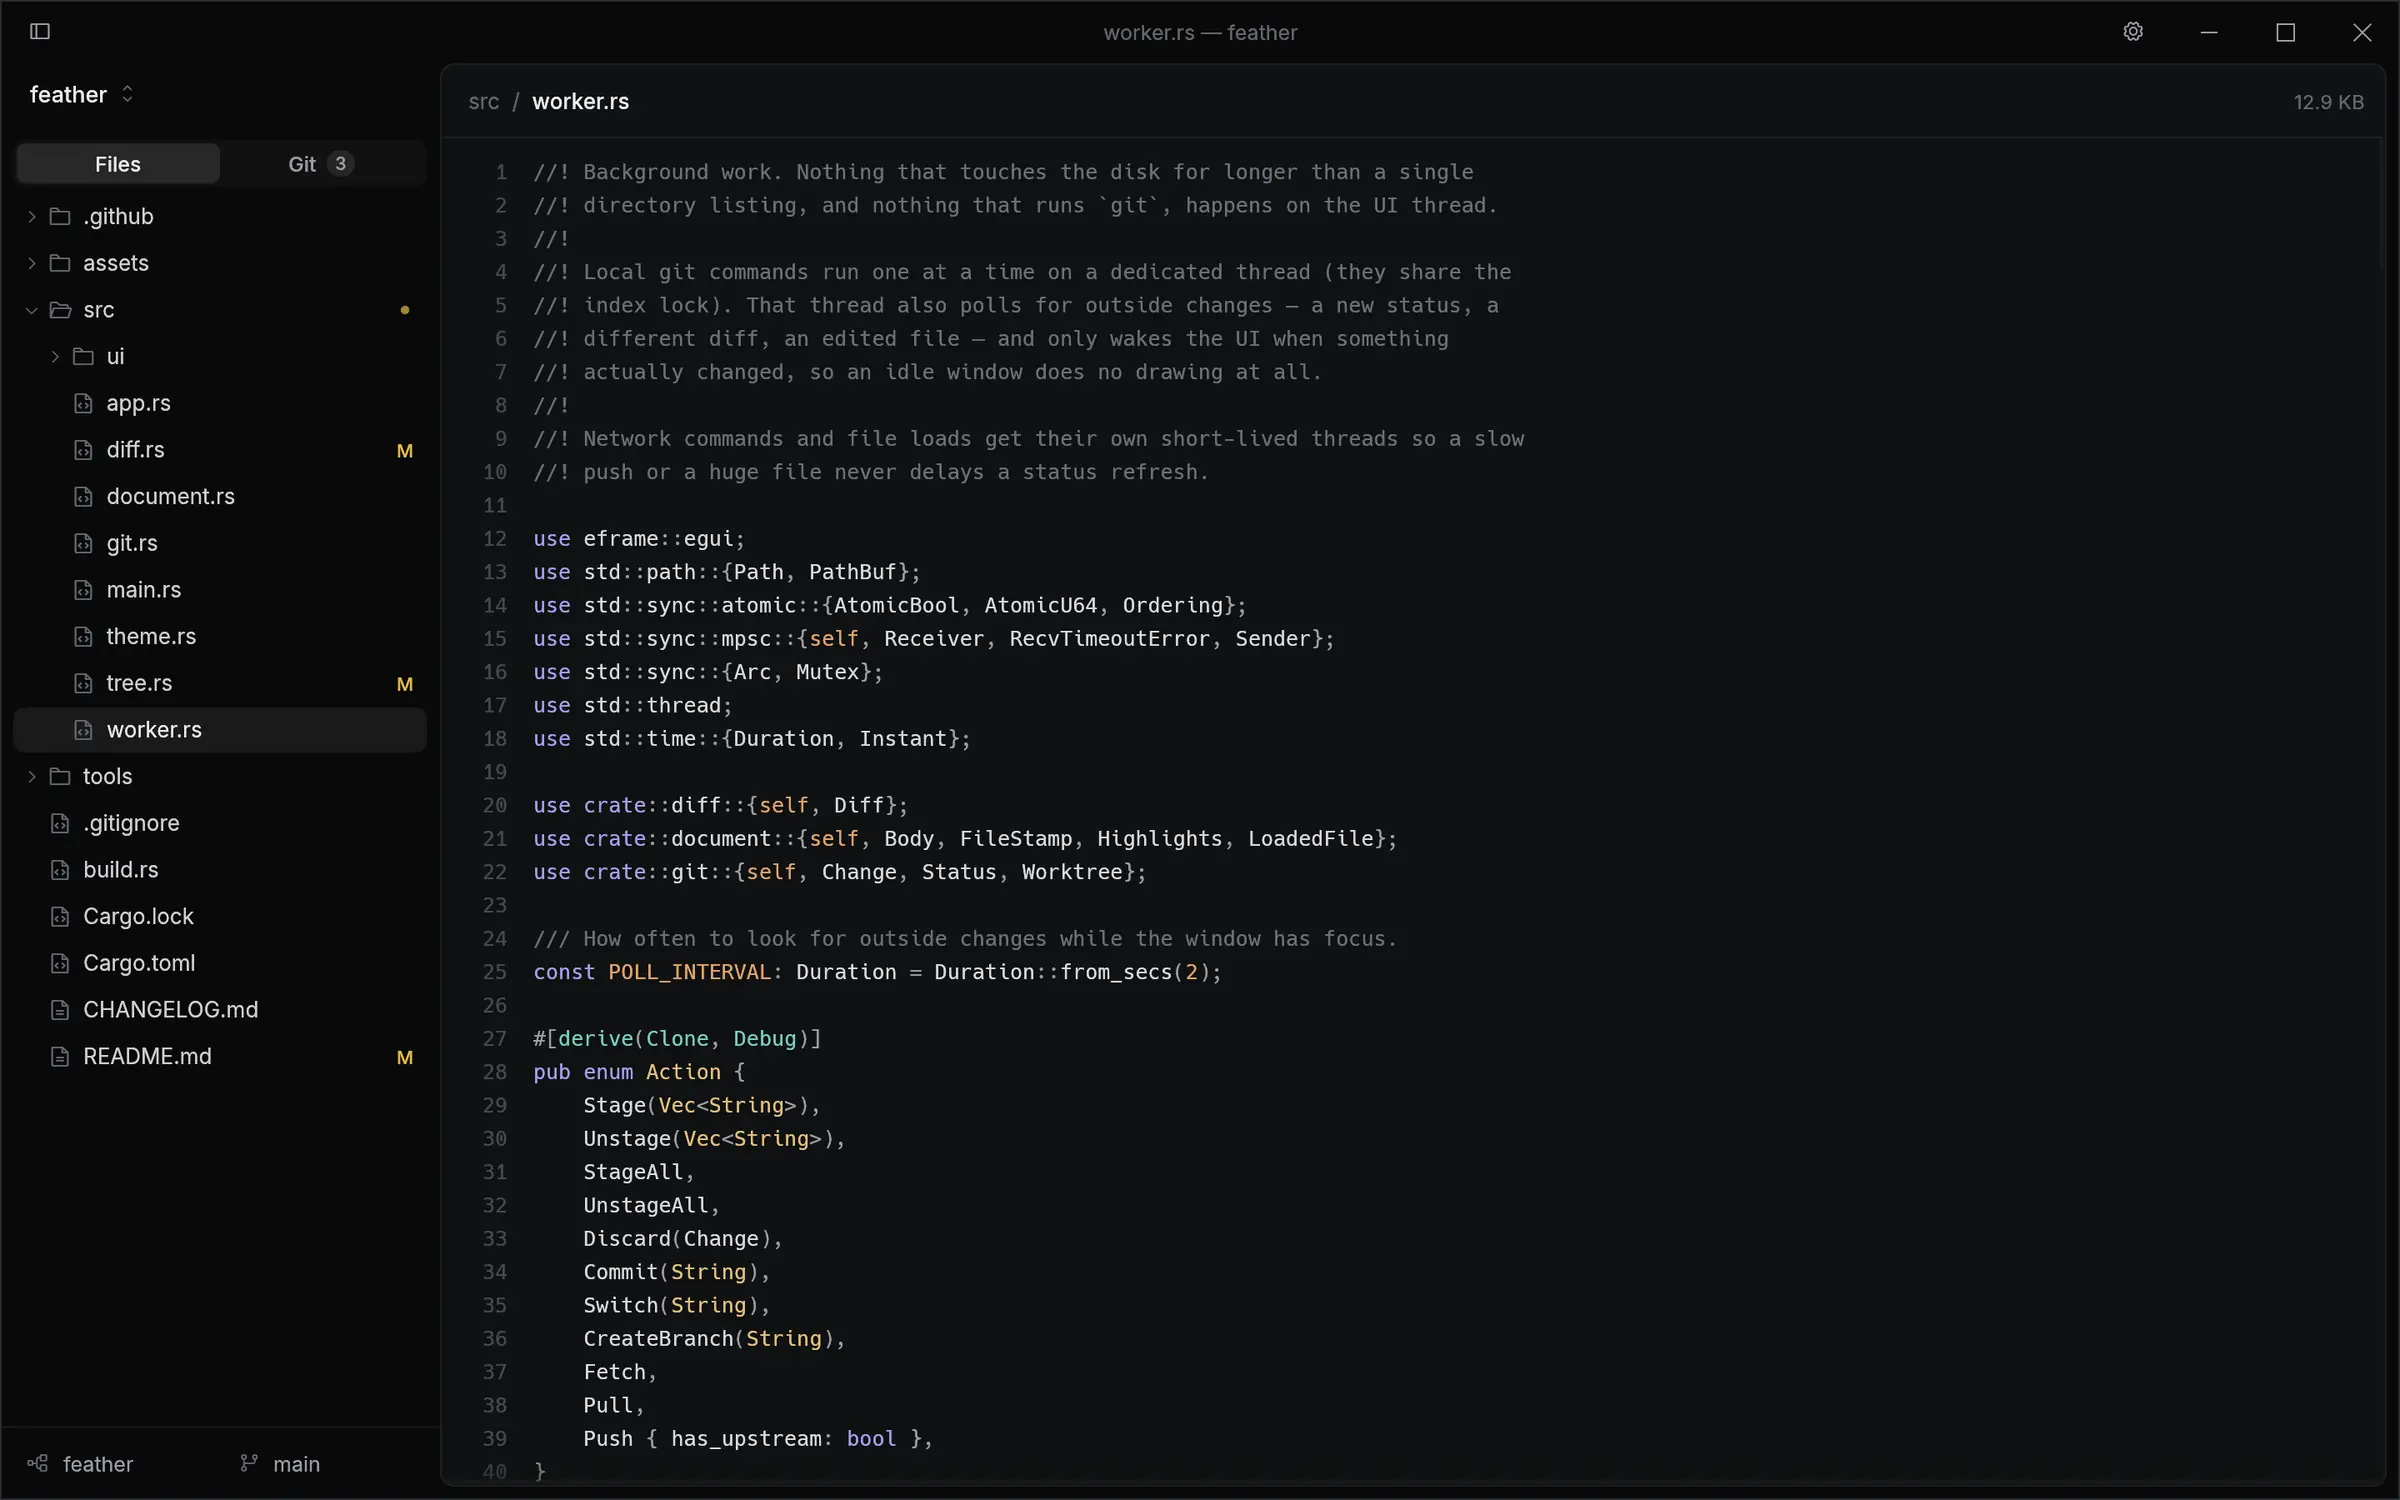 worker.rs — feather
feather
Files
Git 3
.github
assets
src
ui
app.rs
diff.rs M
document.rs
git.rs
main.rs
theme.rs
tree.rs M
worker.rs
tools
.gitignore
build.rs
Cargo.lock
Cargo.toml
CHANGELOG.md
README.md M
feather
main
src / worker.rs
12.9 KB
1 //! Background work. Nothing that touches the disk for longer than a single
2 //! directory listing, and nothing that runs `git`, happens on the UI thread.
3 //!
4 //! Local git commands run one at a time on a dedicated thread (they share the
5 //! index lock). That thread also polls for outside changes — a new status, a
6 //! different diff, an edited file — and only wakes the UI when something
7 //! actually changed, so an idle window does no drawing at all.
8 //!
9 //! Network commands and file loads get their own short-lived threads so a slow
10 //! push or a huge file never delays a status refresh.
11
12 use eframe::egui;
13 use std::path::{Path, PathBuf};
14 use std::sync::atomic::{AtomicBool, AtomicU64, Ordering};
15 use std::sync::mpsc::{self, Receiver, RecvTimeoutError, Sender};
16 use std::sync::{Arc, Mutex};
17 use std::thread;
18 use std::time::{Duration, Instant};
19
20 use crate::diff::{self, Diff};
21 use crate::document::{self, Body, FileStamp, Highlights, LoadedFile};
22 use crate::git::{self, Change, Status, Worktree};
23
24 /// How often to look for outside changes while the window has focus.
25 const POLL_INTERVAL: Duration = Duration::from_secs(2);
26
27 #[derive(Clone, Debug)]
28 pub enum Action {
29     Stage(Vec<String>),
30     Unstage(Vec<String>),
31     StageAll,
32     UnstageAll,
33     Discard(Change),
34     Commit(String),
35     Switch(String),
36     CreateBranch(String),
37     Fetch,
38     Pull,
39     Push { has_upstream: bool },
40 }